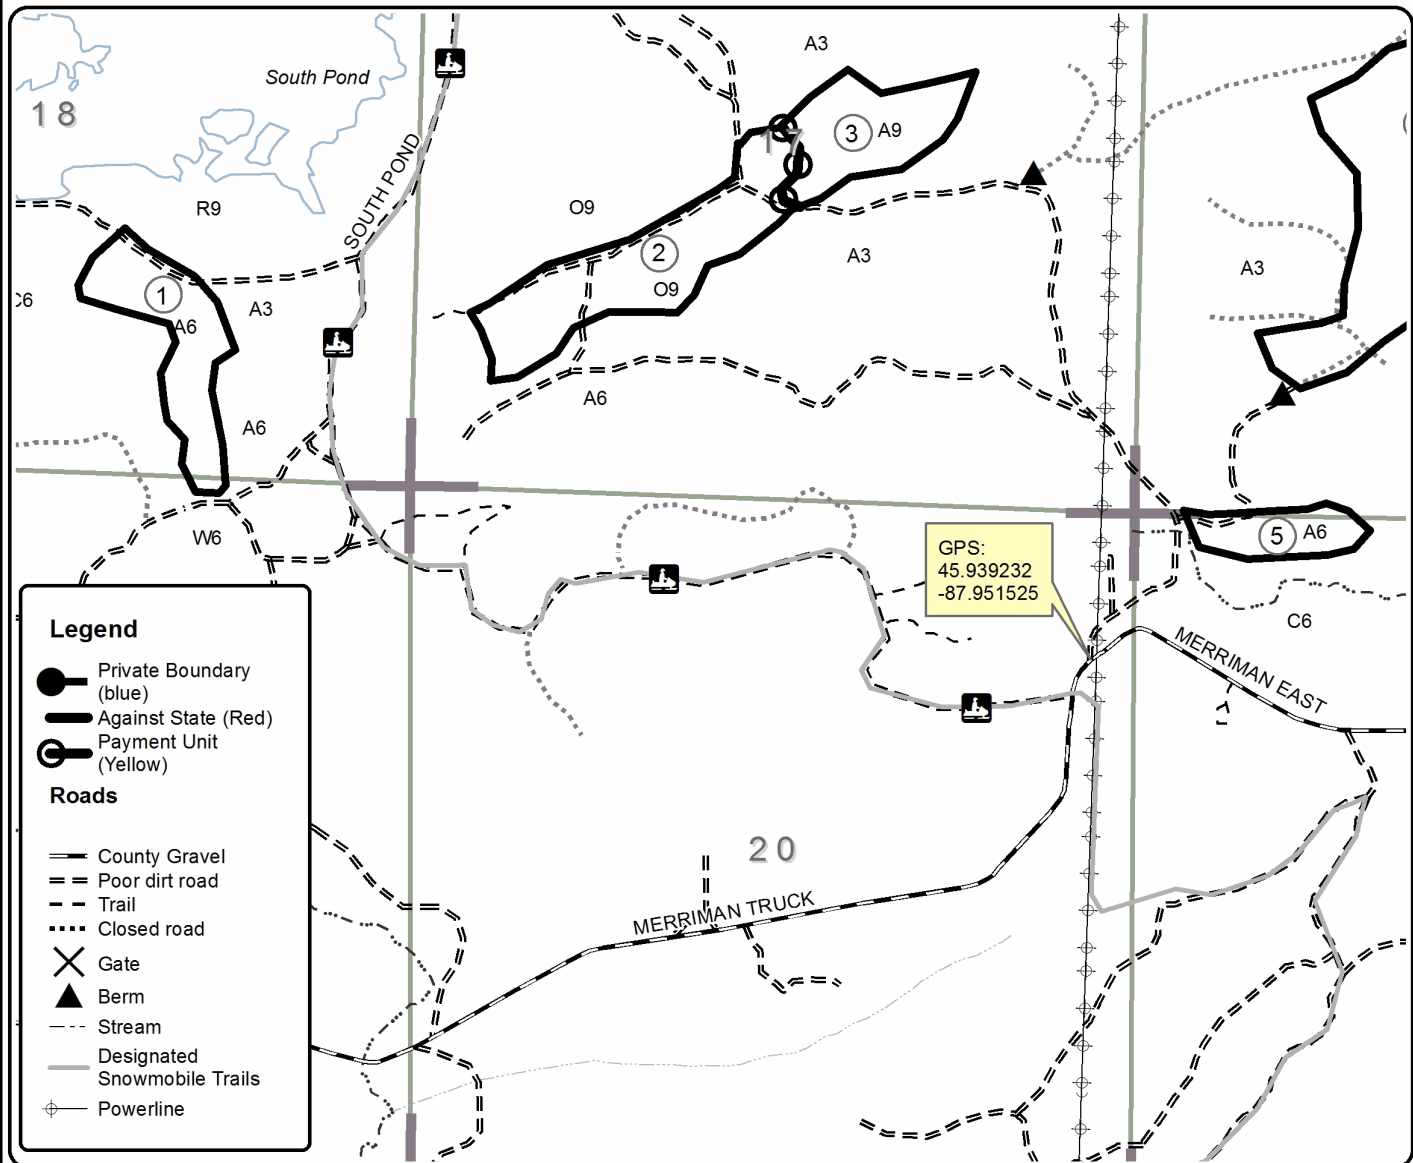 A3
South Pond
18
SOUTH POND
17
3
A9
R9
O9
2
A3
A3
C6
1
A3
O9
A6
A6
A6
W6
5
A6
GPS:
45.939232
-87.951525
C6
MERRIMAN EAST
20
MERRIMAN TRUCK
Legend
Private Boundary
(blue)
Against State (Red)
Payment Unit
(Yellow)
Roads
County Gravel
Poor dirt road
Trail
Closed road
Gate
Berm
Stream
Designated
Snowmobile Trails
Powerline